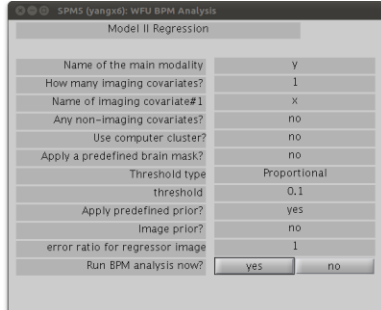 SPM5 (yangx6): WFU BPM Analysis
Model II Regression
Name of the main modality y
How many imaging covariates? 1
Name of imaging covariate#1 x
Any non-imaging covariates? no
Use computer cluster? no
Apply a predefined brain mask? no
Threshold type Proportional
threshold 0.1
Apply predefined prior? yes
Image prior? no
error ratio for regressor image 1
Run BPM analysis now? yes no